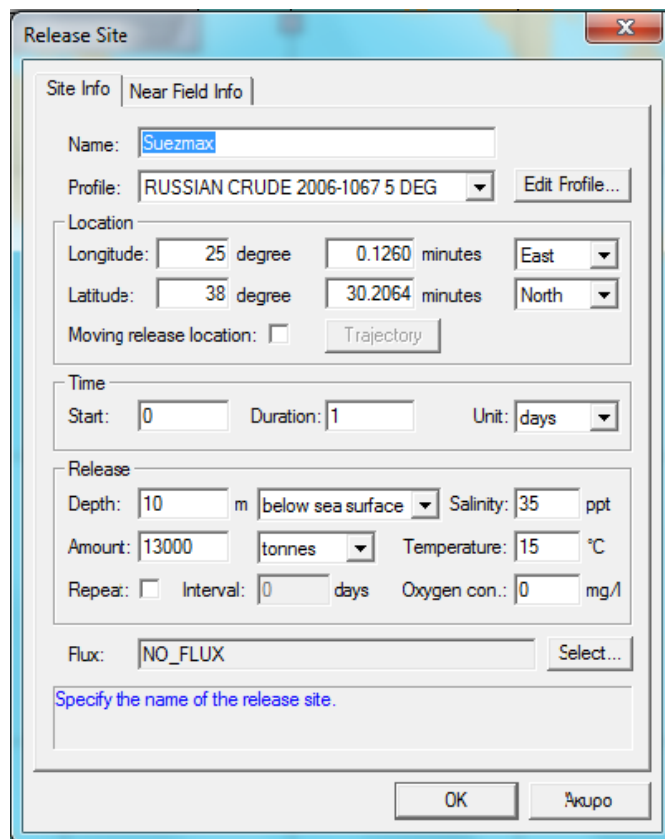 Release Site
Site Info Near Field Info
Name: Suezmax
Profile: RUSSIAN CRUDE 2006-1067 5 DEG Edit Profile...
Location
Longitude: 25 degree 0.1260 minutes East
Latitude: 38 degree 30.2064 minutes North
Moving release location: Trajectory
Time
Start: 0 Duration: 1 Unit: days
Release
Depth: 10 m below sea surface Salinity: 35 ppt
Amount: 13000 tonnes Temperature: 15 °C
Repeat: Interval: 0 days Oxygen con.: 0 mg/l
Flux: NO_FLUX Select...
Specify the name of the release site.
OK Άκυρο